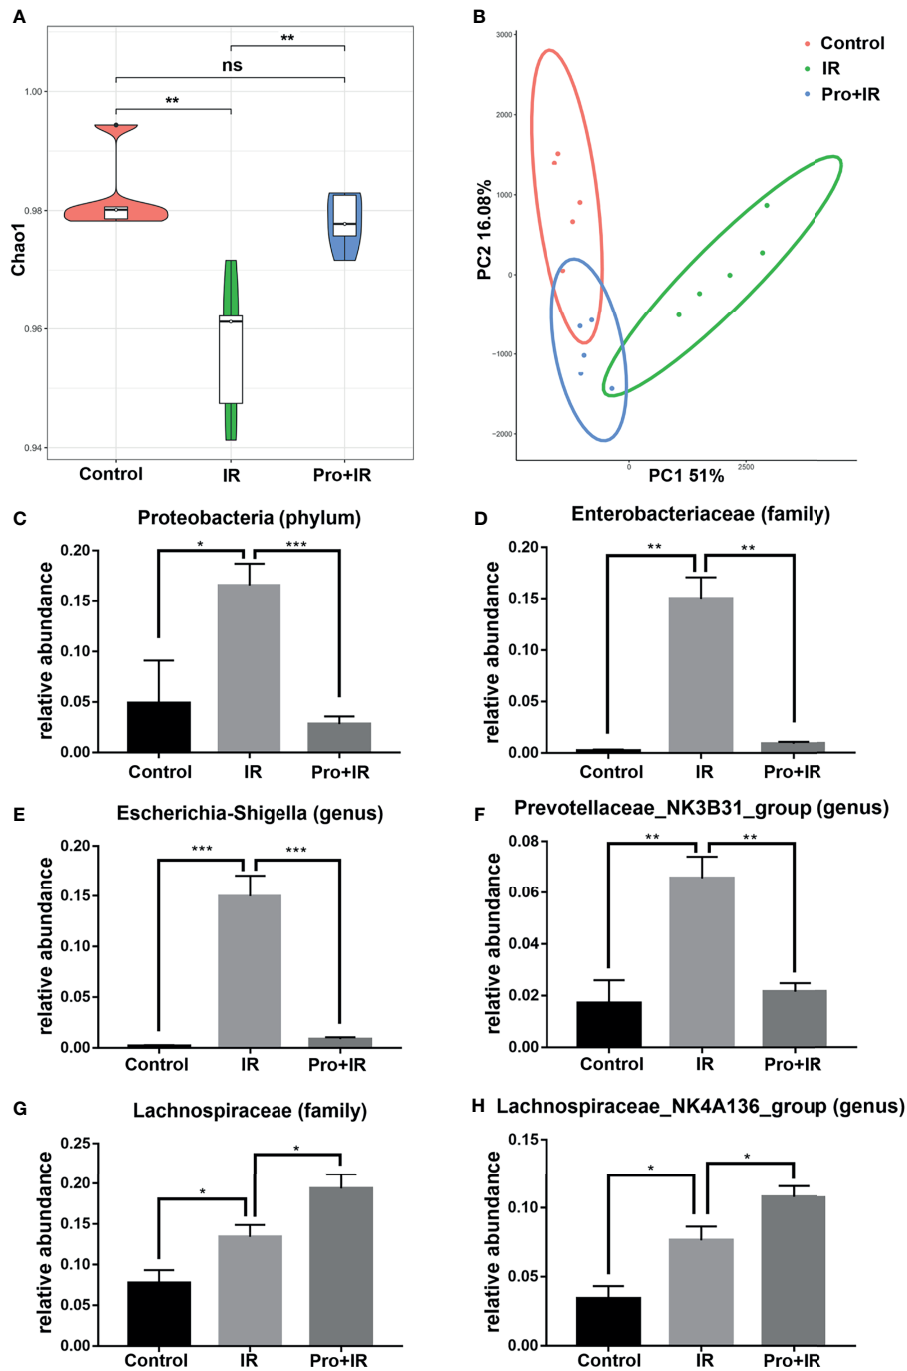 A
**
ns
**
1.00
0.98
0.96
0.94
Chao1
Control IR Pro+IR
B
Control
IR
Pro+IR
3000
2000
1000
0
−1000
−2000
PC2 16.08%
0 2500
PC1 51%
C
Proteobacteria (phylum)
* ***
0.20
0.15
0.10
0.05
0.00
relative abundance
Control IR Pro+IR
D
Enterobacteriaceae (family)
** **
0.20
0.15
0.10
0.05
0.00
relative abundance
Control IR Pro+IR
E
Escherichia-Shigella (genus)
*** ***
0.20
0.15
0.10
0.05
0.00
relative abundance
Control IR Pro+IR
F
Prevotellaceae_NK3B31_group (genus)
** **
0.08
0.06
0.04
0.02
0.00
relative abundance
Control IR Pro+IR
G
Lachnospiraceae (family)
* *
0.25
0.20
0.15
0.10
0.05
0.00
relative abundance
Control IR Pro+IR
H
Lachnospiraceae_NK4A136_group (genus)
* *
0.15
0.10
0.05
0.00
relative abundance
Control IR Pro+IR